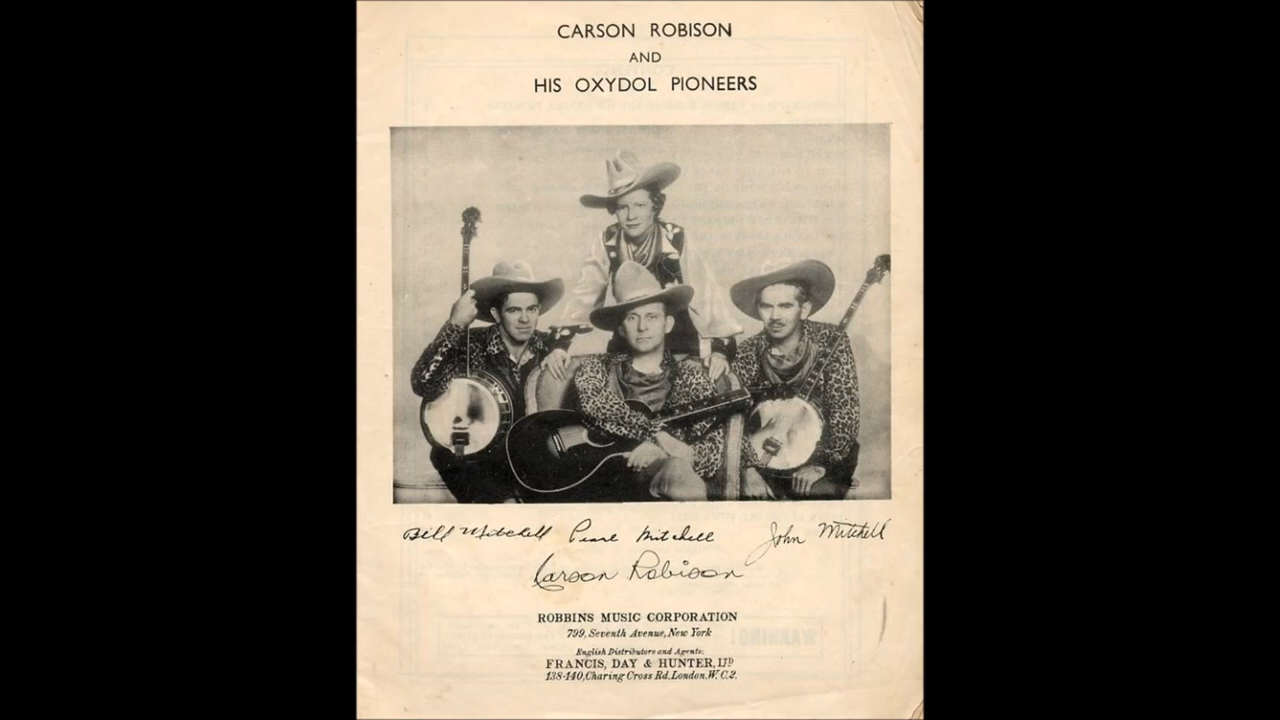 CARSON ROBISON
AND
HIS OXYDOL PIONEERS
Bill Mitchell Pearl Mitchell John Mitchell
Carson Robison
ROBBINS MUSIC CORPORATION
799, Seventh Avenue, New York
English Distributors and Agents:
FRANCIS, DAY & HUNTER, LTD
138-140, Charing Cross Rd. London. W. C. 2.
WARNING!